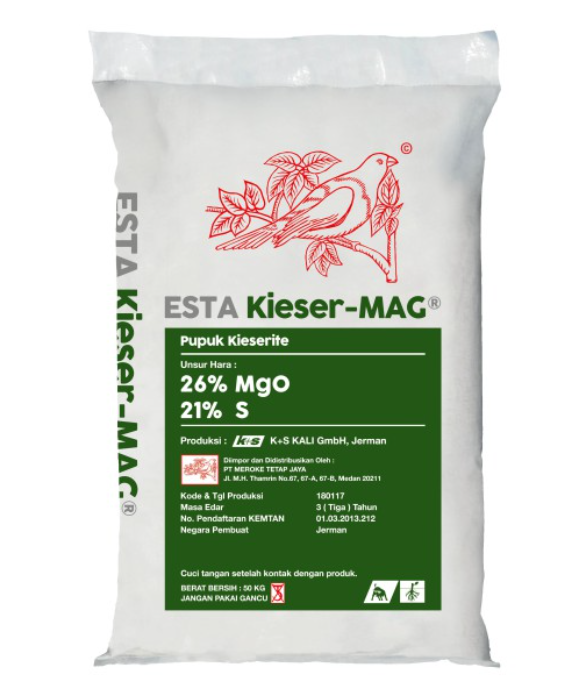 ©
ESTA Kieser-MAG®
ESTA Kieser-MAG®
Pupuk Kieserite
Unsur Hara :
26% MgO
21% S
Produksi : K+S K+S KALI GmbH, Jerman
Diimpor dan Didistribusikan Oleh :
PT MEROKE TETAP JAYA
Jl. M.H. Thamrin No.67, 67-A, 67-B, Medan 20211
Kode & Tgl Produksi 180117
Masa Edar 3 ( Tiga ) Tahun
No. Pendaftaran KEMTAN 01.03.2013.212
Negara Pembuat Jerman
Cuci tangan setelah kontak dengan produk.
BERAT BERSIH : 50 KG
JANGAN PAKAI GANCU